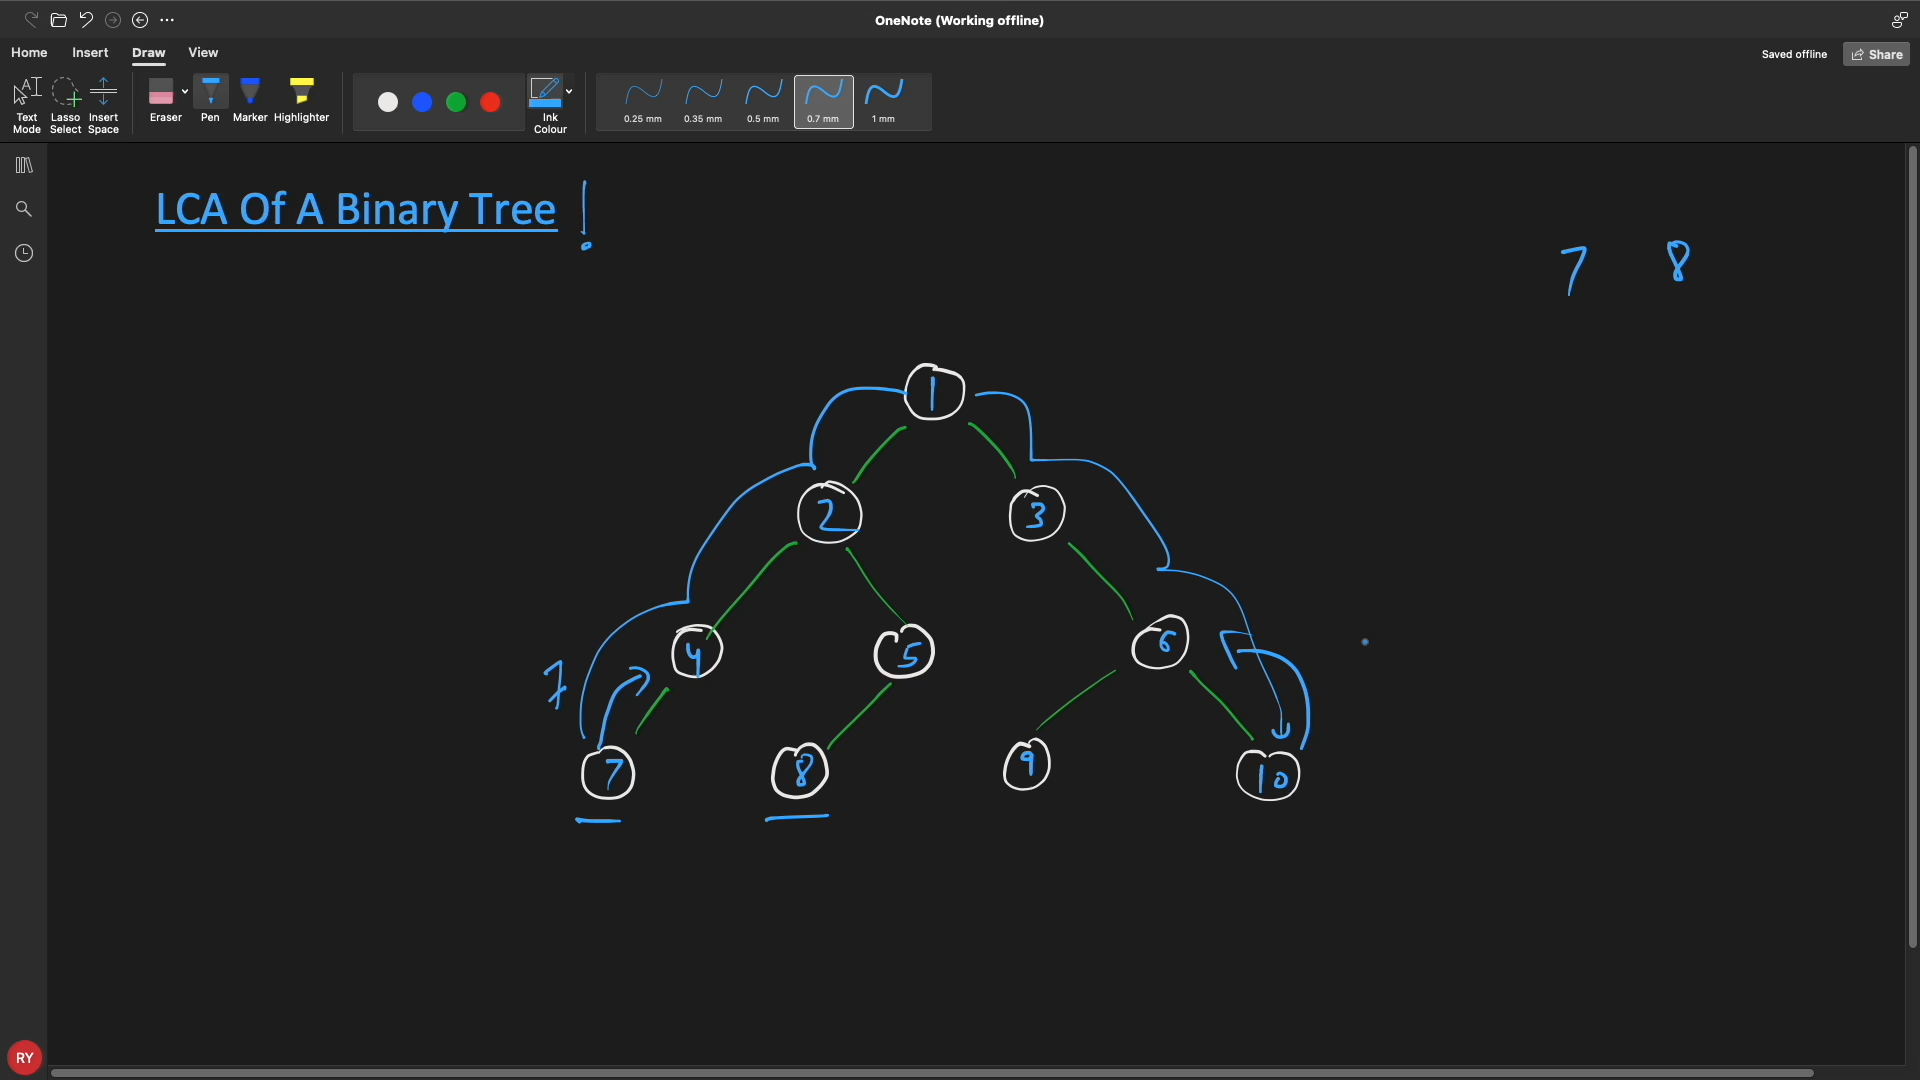 OneNote (Working offline)
Home Insert Draw View
Saved offline Share
Text Mode
Lasso Select
Insert Space
Eraser
Pen
Marker
Highlighter
Ink Colour
0.25 mm
0.35 mm
0.5 mm
0.7 mm
1 mm
LCA Of A Binary Tree !
7 8
1
2 3
4 5 6
7
7 8 9 10
RY